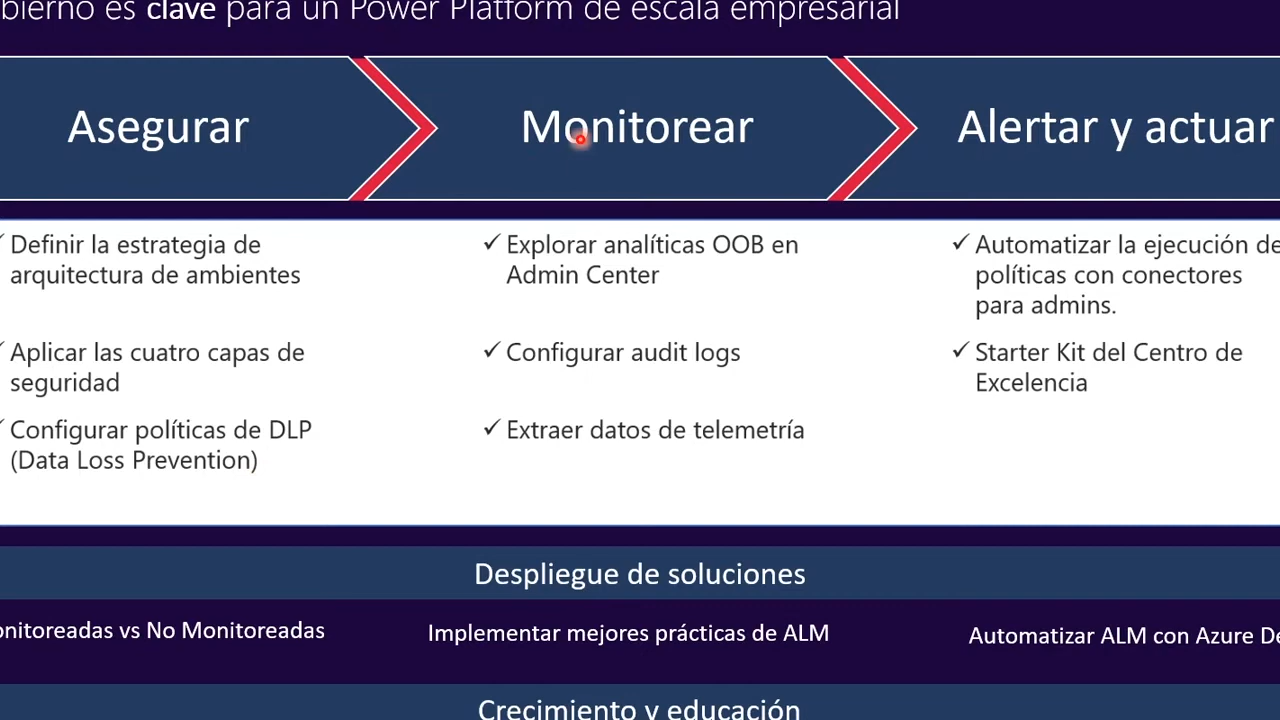 bierno es clave para un Power Platform de escala empresarial
Asegurar
Monitorear
Alertar y actuar
✓ Definir la estrategia de
arquitectura de ambientes
✓ Aplicar las cuatro capas de
seguridad
✓ Configurar políticas de DLP
(Data Loss Prevention)
✓ Explorar analíticas OOB en
Admin Center
✓ Configurar audit logs
✓ Extraer datos de telemetría
✓ Automatizar la ejecución de
políticas con conectores
para admins.
✓ Starter Kit del Centro de
Excelencia
Despliegue de soluciones
onitoreadas vs No Monitoreadas
Implementar mejores prácticas de ALM
Automatizar ALM con Azure De
Crecimiento y educación